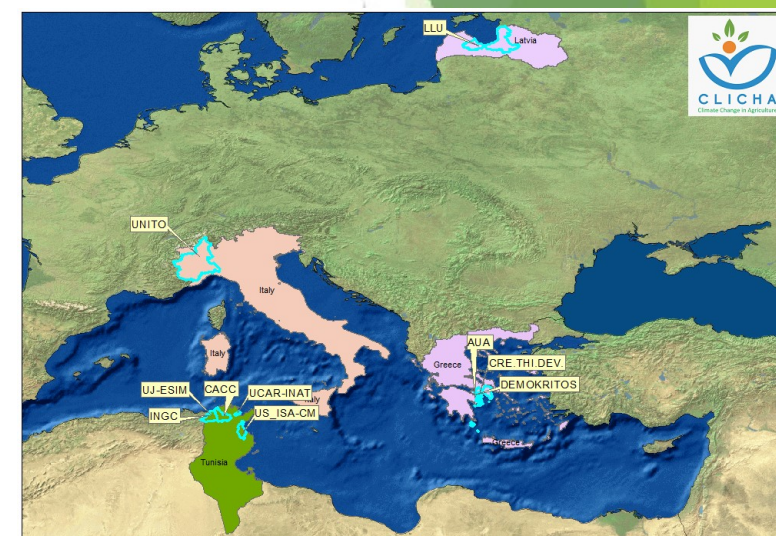 LLU
Latvia
CLICHA
Climate Change in Agriculture
UNITO
Italy
Italy
AUA
Greece
CRE.THI.DEV.
DEMOKRITOS
UJ-ESIM
CACC
UCAR-INAT
Italy
INGC
US_ISA-CM
Greece
Tunisia